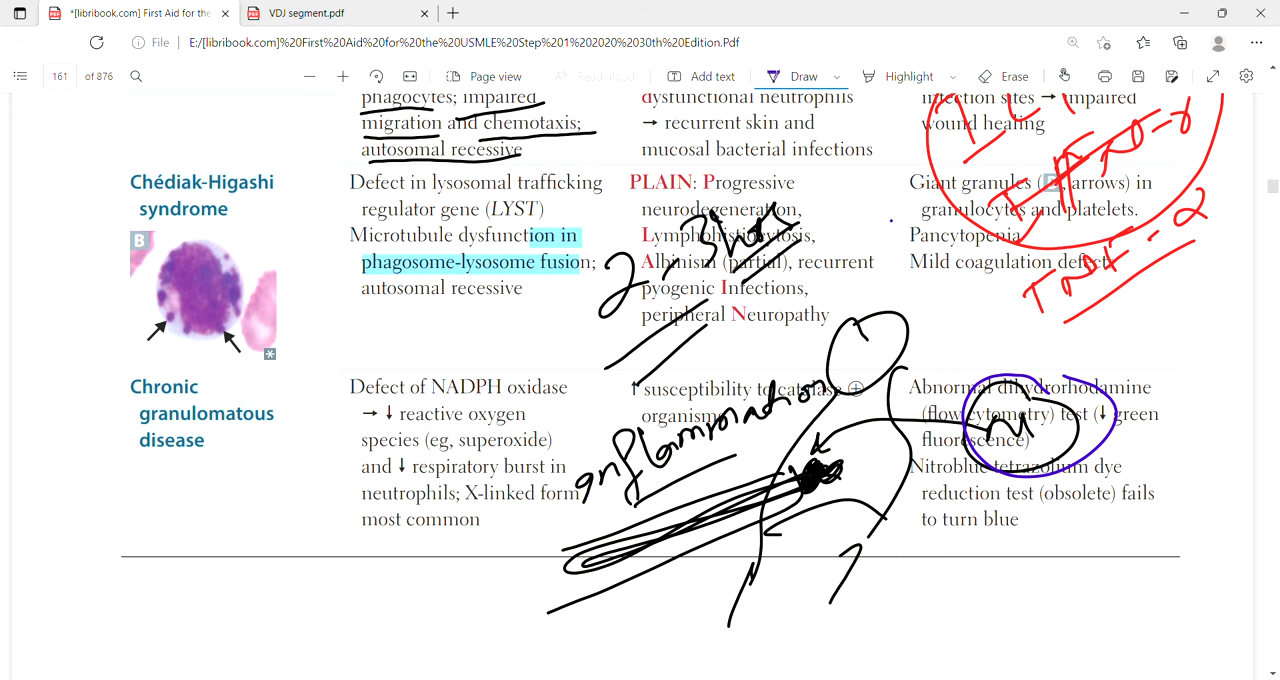 *[libribook.com] First Aid for the
VDJ segment.pdf
File
E:/[libribook.com]%20First%20Aid%20for%20the%20USMLE%20Step%201%202020%2030th%20Edition.Pdf
161 of 876
Page view
Read aloud
Add text
Draw
Highlight
Erase
phagocytes; impaired
migration and chemotaxis;
autosomal recessive
dysfunctional neutrophils
→ recurrent skin and
mucosal bacterial infections
infection sites → impaired
wound healing
Chédiak-Higashi
syndrome
B
Defect in lysosomal trafficking
regulator gene (LYST)
Microtubule dysfunction in
phagosome-lysosome fusion;
autosomal recessive
PLAIN: Progressive
neurodegeneration,
Lymphohistiocytosis,
Albinism (partial), recurrent
pyogenic Infections,
peripheral Neuropathy
Giant granules (B, arrows) in
granulocytes and platelets.
Pancytopenia.
Mild coagulation defects.
Chronic
granulomatous
disease
Defect of NADPH oxidase
→ ↓ reactive oxygen
species (eg, superoxide)
and ↓ respiratory burst in
neutrophils; X-linked form
most common
↑ susceptibility to catalase ⊕
organisms
Abnormal dihydrorhodamine
(flow cytometry) test (↓ green
fluorescence)
Nitroblue tetrazolium dye
reduction test (obsolete) fails
to turn blue
2-3